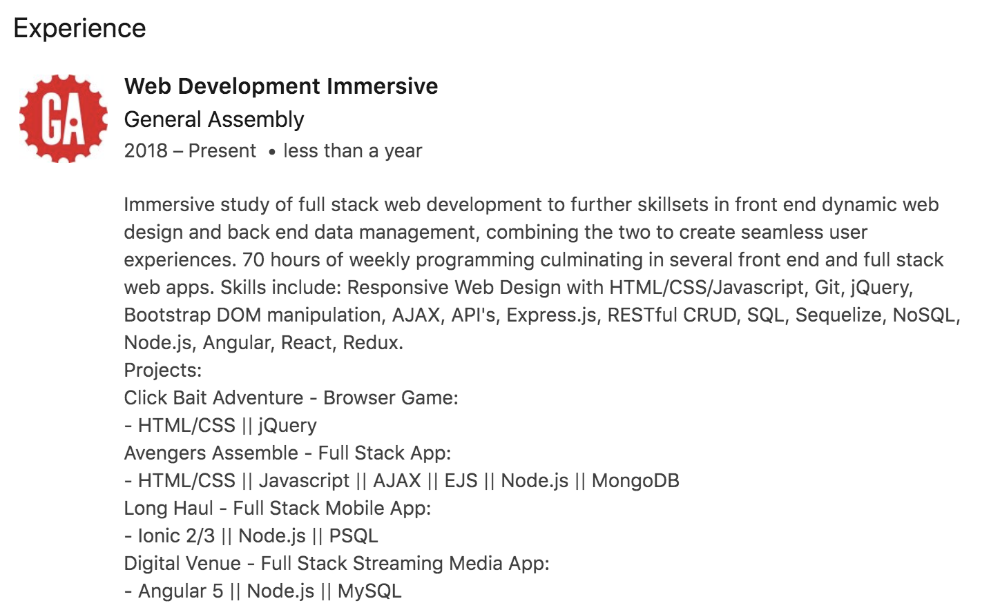 Experience
GA
Web Development Immersive
General Assembly
2018 – Present • less than a year
Immersive study of full stack web development to further skillsets in front end dynamic web
design and back end data management, combining the two to create seamless user
experiences. 70 hours of weekly programming culminating in several front end and full stack
web apps. Skills include: Responsive Web Design with HTML/CSS/Javascript, Git, jQuery,
Bootstrap DOM manipulation, AJAX, API's, Express.js, RESTful CRUD, SQL, Sequelize, NoSQL,
Node.js, Angular, React, Redux.
Projects:
Click Bait Adventure - Browser Game:
- HTML/CSS || jQuery
Avengers Assemble - Full Stack App:
- HTML/CSS || Javascript || AJAX || EJS || Node.js || MongoDB
Long Haul - Full Stack Mobile App:
- Ionic 2/3 || Node.js || PSQL
Digital Venue - Full Stack Streaming Media App:
- Angular 5 || Node.js || MySQL